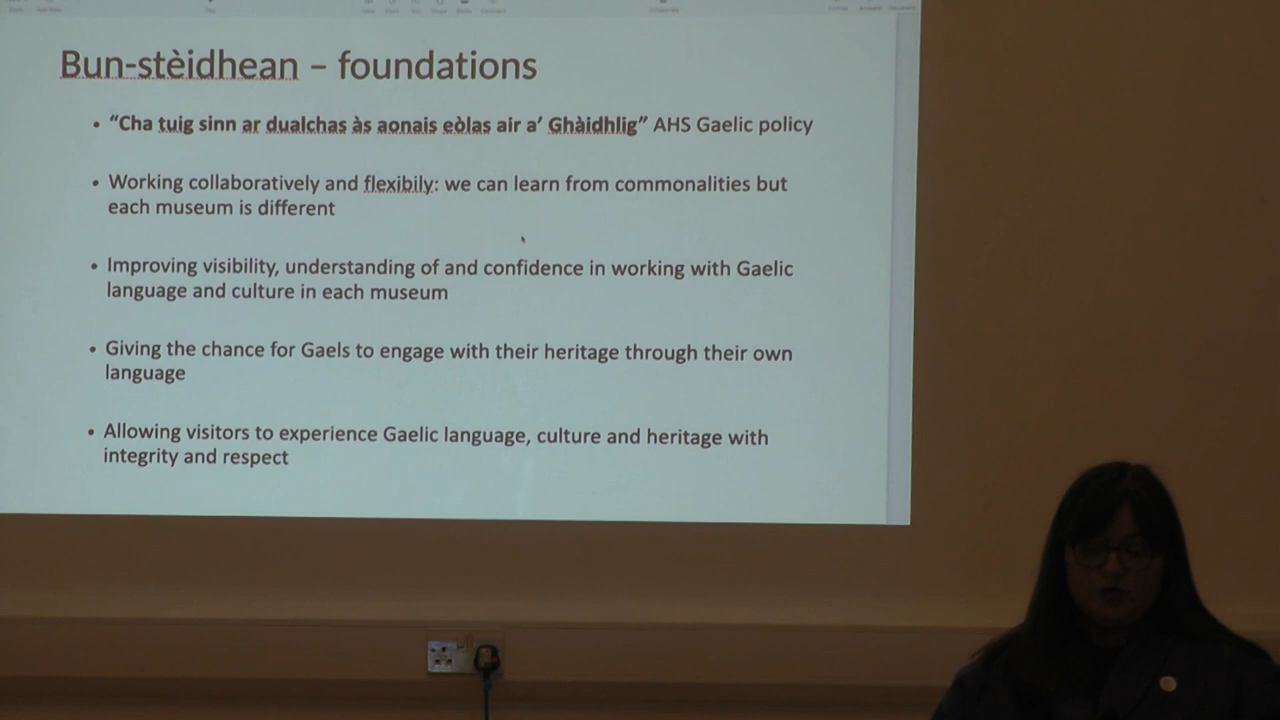 Bun-stèidhean – foundations
• “Cha tuig sinn ar dualchas às aonais eòlas air a’ Ghàidhlig” AHS Gaelic policy
• Working collaboratively and flexibily: we can learn from commonalities but
each museum is different
• Improving visibility, understanding of and confidence in working with Gaelic
language and culture in each museum
• Giving the chance for Gaels to engage with their heritage through their own
language
• Allowing visitors to experience Gaelic language, culture and heritage with
integrity and respect